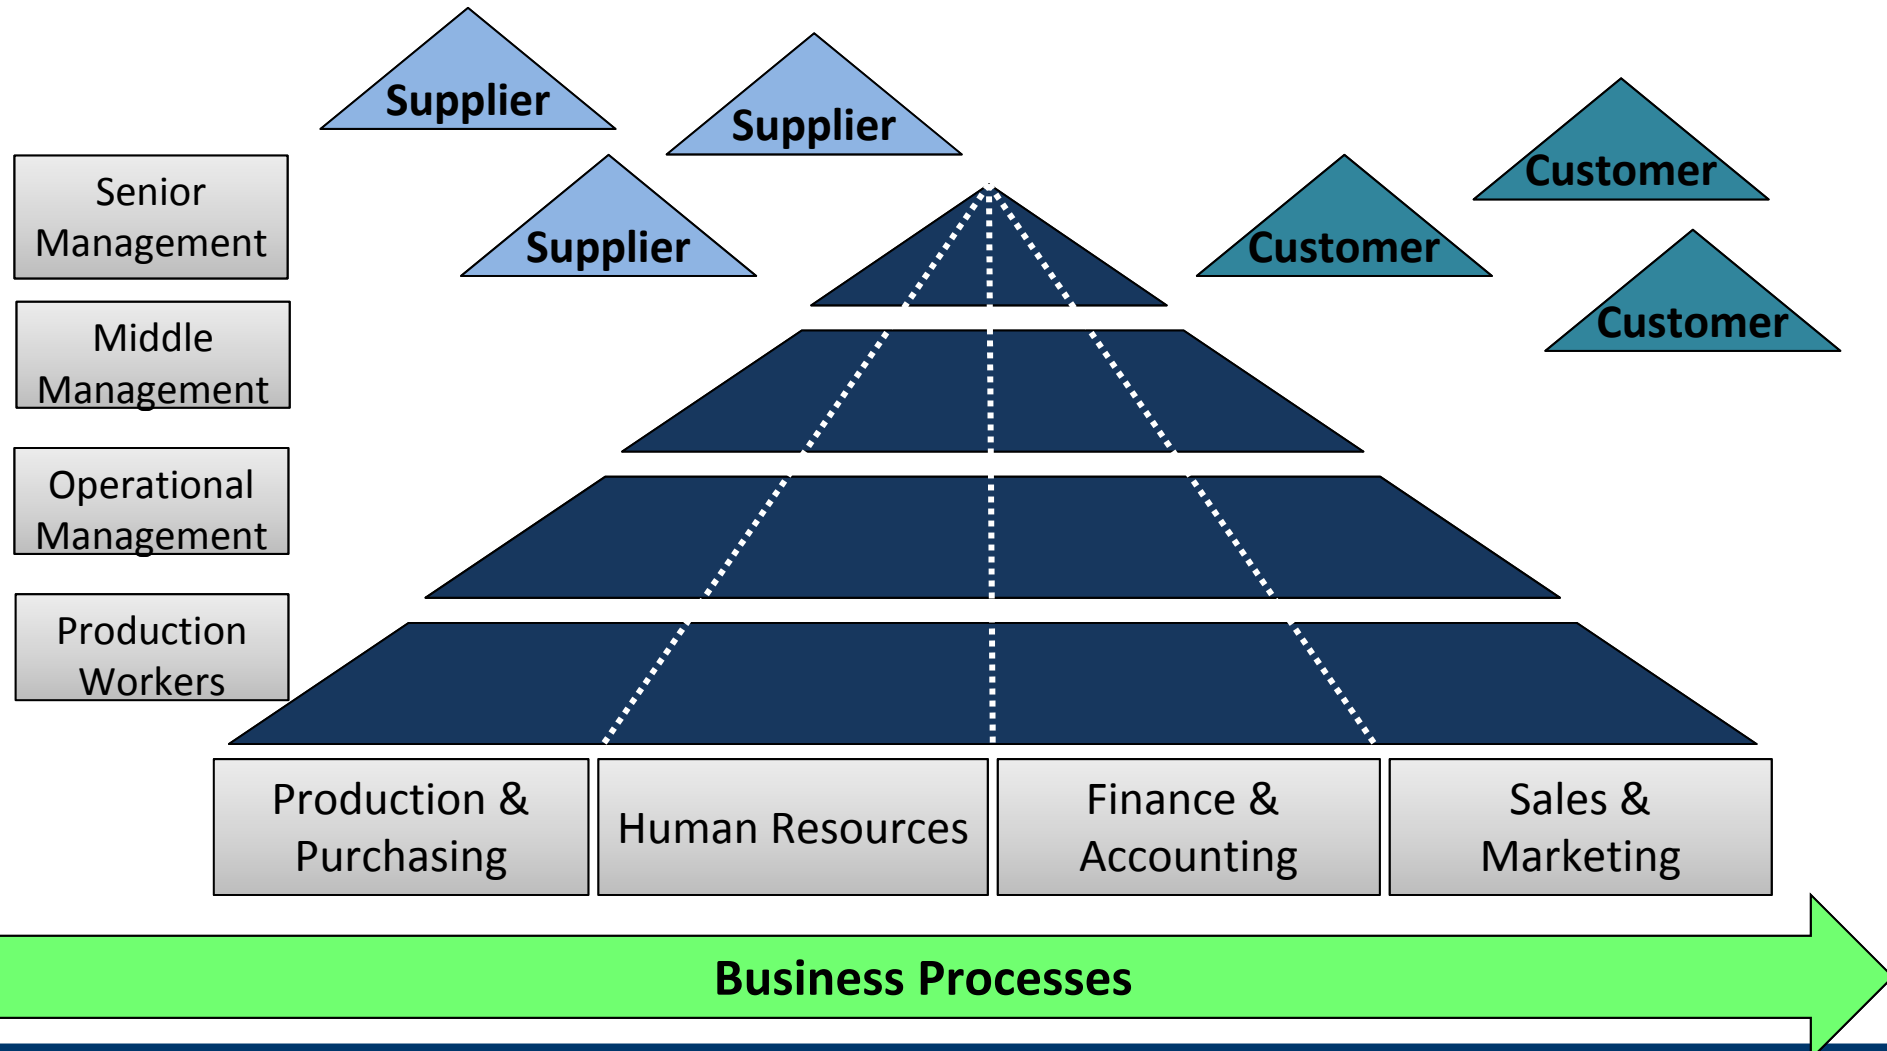 Supplier
Supplier
Supplier
Customer
Customer
Customer
Senior
Management
Middle
Management
Operational
Management
Production
Workers
Production &
Purchasing
Human Resources
Finance &
Accounting
Sales &
Marketing
Business Processes